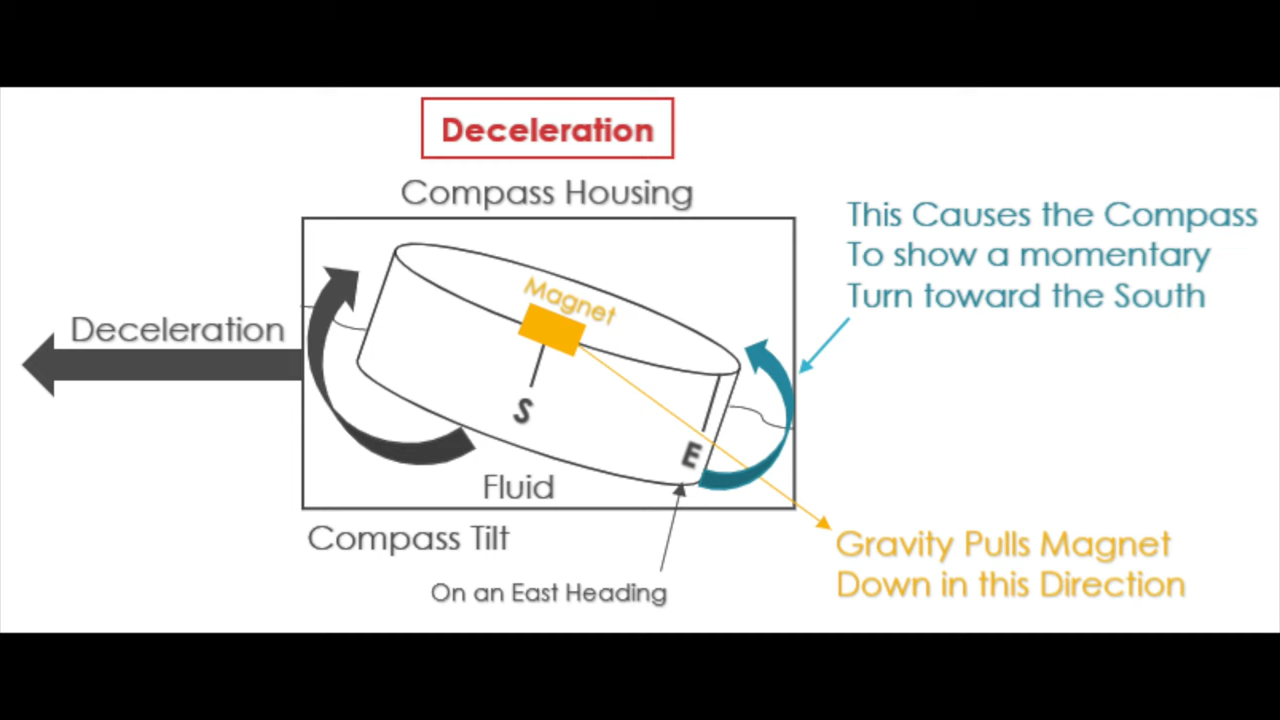 Deceleration
Compass Housing
This Causes the Compass
To show a momentary
Turn toward the South
Magnet
Deceleration
S
E
Fluid
Compass Tilt
Gravity Pulls Magnet
Down in this Direction
On an East Heading